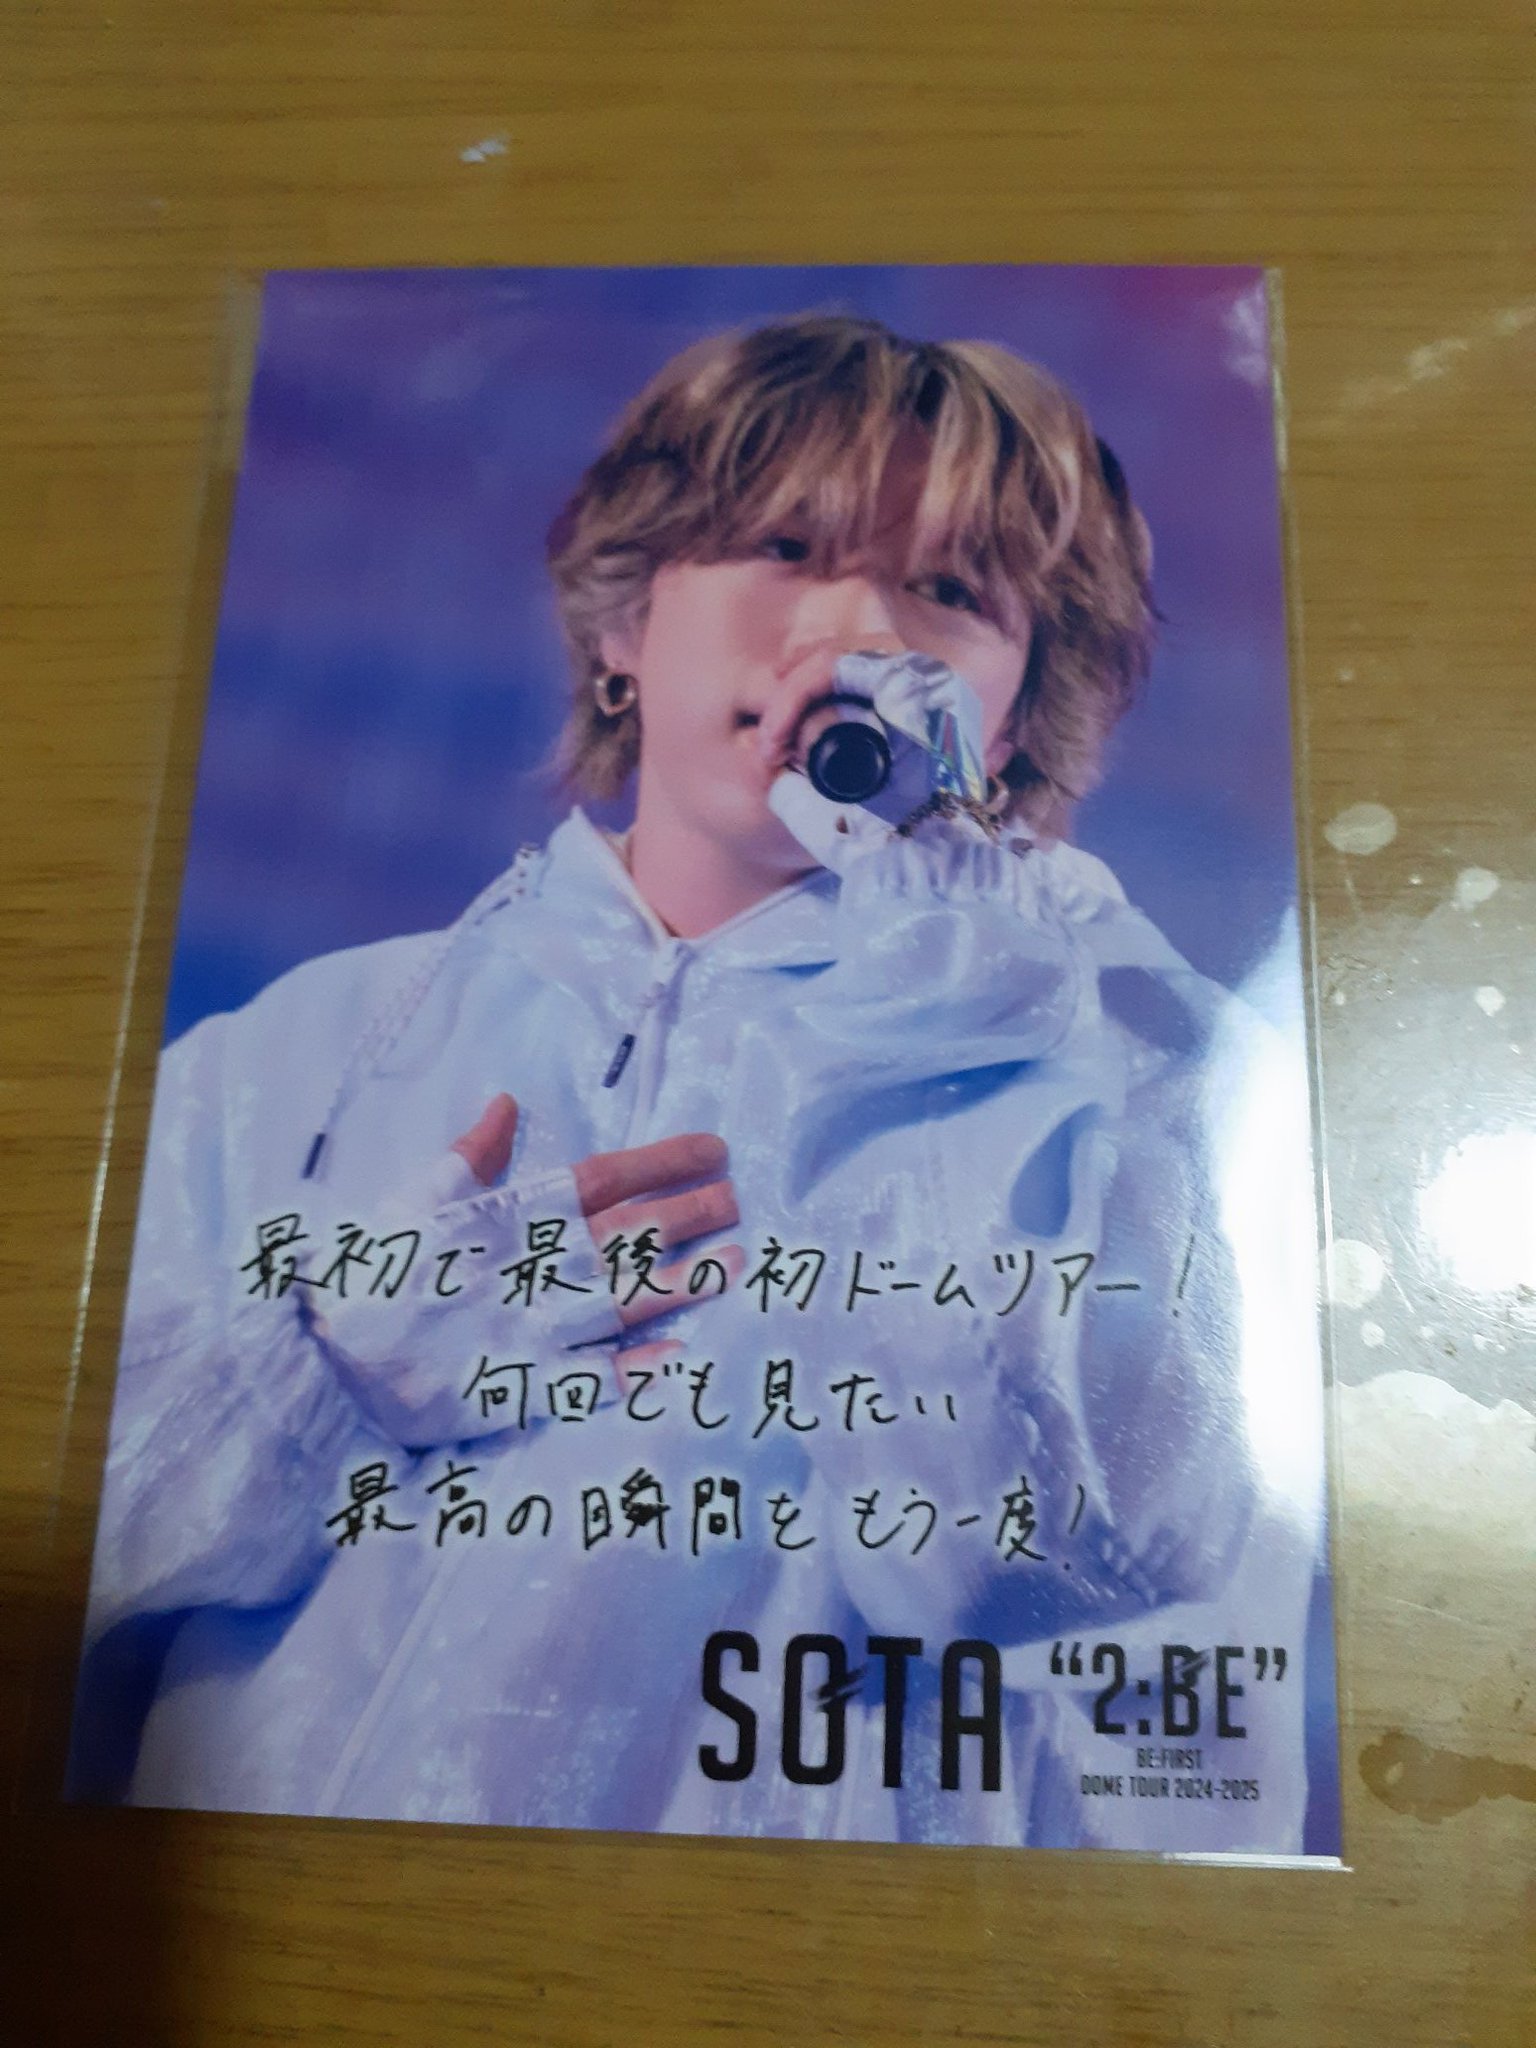 最初で最後の初ドームツアー!
何回でも見たい
最高の瞬間をもう一度!
SOTA "2:BE"
BE:FIRST
DOME TOUR 2024-2025